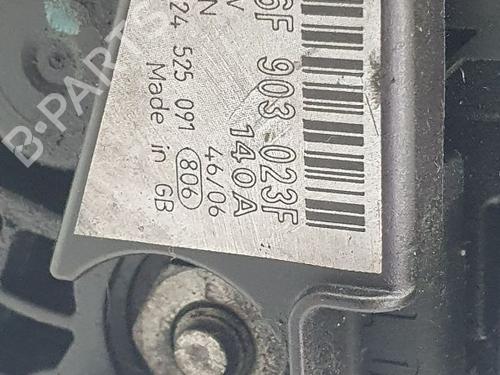 6F 903 023F
V 140A
N 46/06
24 525 091 806
Made in GB
B-PARTS